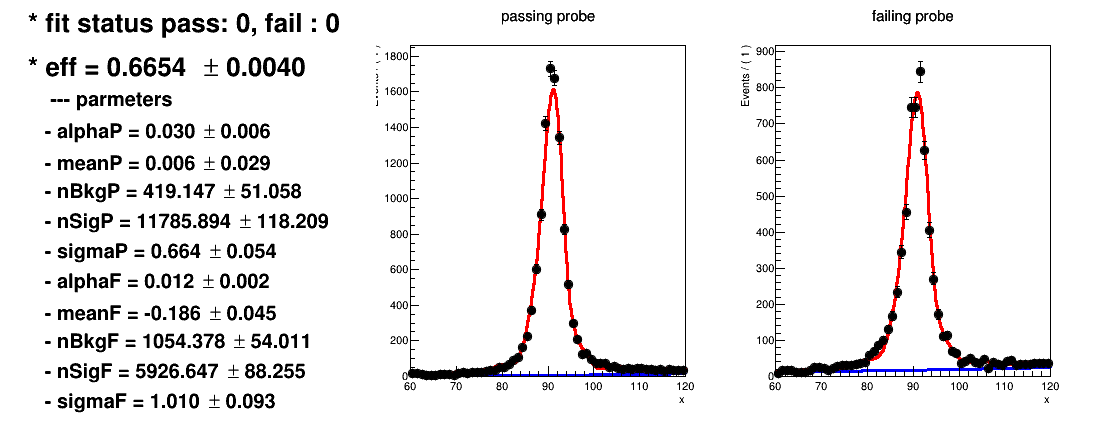 * fit status pass: 0, fail : 0
* eff = 0.6654 ± 0.0040
--- parmeters
- alphaP = 0.030 ± 0.006
- meanP = 0.006 ± 0.029
- nBkgP = 419.147 ± 51.058
- nSigP = 11785.894 ± 118.209
- sigmaP = 0.664 ± 0.054
- alphaF = 0.012 ± 0.002
- meanF = -0.186 ± 0.045
- nBkgF = 1054.378 ± 54.011
- nSigF = 5926.647 ± 88.255
- sigmaF = 1.010 ± 0.093
passing probe
1800
1600
1400
1200
1000
800
600
400
200
0
60 70 80 90 100 110 120
x
failing probe
Events / ( 1 )
900
800
700
600
500
400
300
200
100
0
60 70 80 90 100 110 120
x